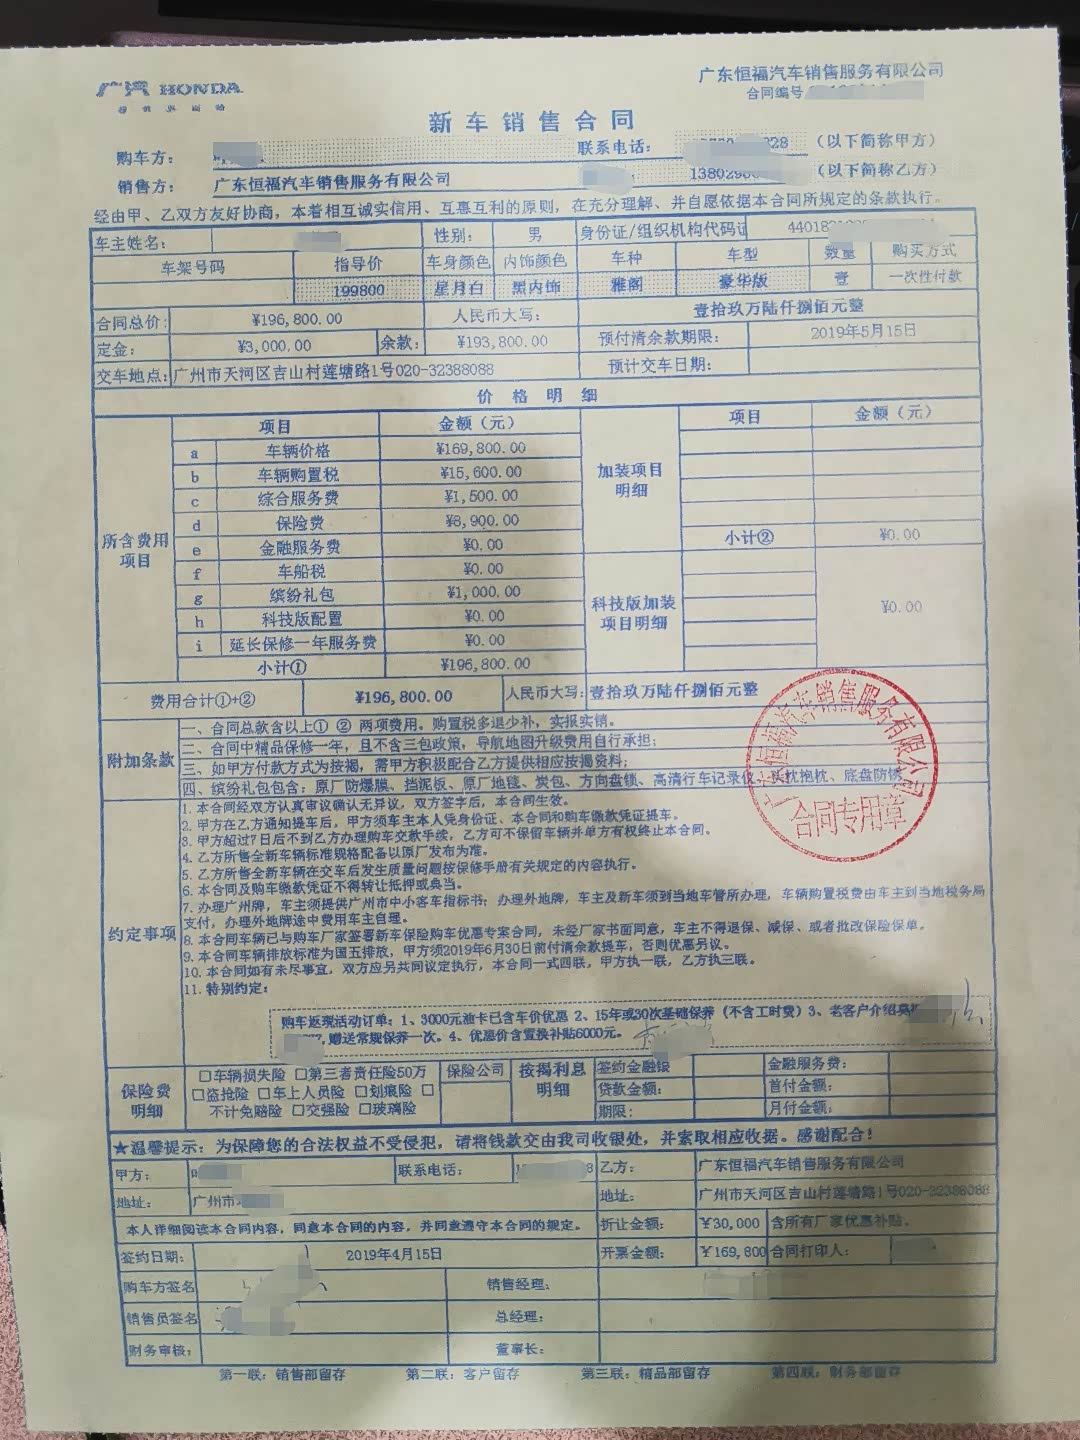 广汽 HONDA
广东恒福汽车销售服务有限公司
合同编号
新车销售合同
购车方： 联系电话： 828 （以下简称甲方）
销售方： 广东恒福汽车销售服务有限公司 1380298 （以下简称乙方）
经由甲、乙双方友好协商，本着相互诚实信用、互惠互利的原则，在充分理解、并自愿依据本合同所规定的条款执行。
车主姓名： 性别： 男 身份证/组织机构代码证
车架号码 指导价 车身颜色 内饰颜色 车种 车型 数量 购买方式
199800 星月白 黑内饰 雅阁 豪华版 壹 一次性付款
合同总价： ¥196,800.00 人民币大写： 壹拾玖万陆仟捌佰元整
定金： ¥3,000.00 余款： ¥193,800.00 预付清余款期限： 2019年5月15日
交车地点： 广州市天河区吉山村莲塘路1号020-32388088 预计交车日期：
价格明细
所含费用项目 项目 金额（元） 加装项目明细 项目 金额（元）
a 车辆价格 ¥169,800.00
b 车辆购置税 ¥15,600.00
c 综合服务费 ¥1,500.00
d 保险费 ¥8,900.00 小计② ¥0.00
e 金融服务费 ¥0.00
f 车船税 ¥0.00
g 缤纷礼包 ¥1,000.00 科技版加装项目明细 ¥0.00
h 科技版配置 ¥0.00
i 延长保修一年服务费 ¥0.00
小计① ¥196,800.00
费用合计①+② ¥196,800.00 人民币大写： 壹拾玖万陆仟捌佰元整
附加条款
一、合同总款含以上① ② 两项费用。购置税多退少补，实报实销。
二、合同中精品保修一年，且不含三包政策，导航地图升级费用自行承担；
三、如甲方付款方式为按揭，需甲方积极配合乙方提供相应按揭资料；
四、缤纷礼包包含：原厂防爆膜、挡泥板、原厂地毯、炭包、方向盘锁、高清行车记录仪、头枕抱枕、底盘防锈
广东恒福汽车销售服务有限公司
合同专用章
约定事项
1. 本合同经双方认真审议确认无异议，双方签字后，本合同生效。
2. 甲方在乙方通知提车后，甲方须车主本人凭身份证、本合同和购车缴款凭证提车。
3. 甲方超过7日后不到乙方办理购车交款手续，乙方可不保留车辆并单方有权终止本合同。
4. 乙方所售全新车辆标准规格配备以原厂发布为准。
5. 乙方所售全新车辆在交车后发生质量问题按保修手册有关规定的内容执行。
6. 本合同及购车缴款凭证不得转让抵押或典当。
7. 办理广州牌，车主须提供广州市中小客车指标书；办理外地牌，车主及新车须到当地车管所办理，车辆购置税费由车主到当地税务局
支付，办理外地牌途中费用车主自理。
8. 本合同车辆已与购车厂家签署新车保险购车优惠专案合同，未经厂家书面同意，车主不得退保、减保、或者批改保险保单。
9. 本合同车辆排放标准为国五排放，甲方须2019年6月30日前付清余款提车，否则优惠另议。
10. 本合同如有未尽事宜，双方应另共同议定执行，本合同一式四联，甲方执一联，乙方执三联。
11. 特别约定：
购车返现活动订单：1、3000元油卡已含车价优惠 2、15年或30次基础保养（不含工时费）3、老客户介绍
，赠送常规保养一次。4、优惠价含置换补贴6000元。
保险费明细 □车辆损失险 □第三者责任险50万 保险公司 按揭利息明细 签约金融银 金融服务费：
□盗抢险 □车上人员险 □划痕险 □ 贷款金额： 首付金额：
不计免赔险 □交强险 □玻璃险 期限： 月付金额：
★温馨提示：为保障您的合法权益不受侵犯，请将钱款交由我司收银处，并索取相应收据。感谢配合！
甲方： 联系电话： 8 乙方： 广东恒福汽车销售服务有限公司
地址： 广州市 地址： 广州市天河区吉山村莲塘路1号020-32388088
本人详细阅读本合同内容，同意本合同的内容，并同意遵守本合同的规定。 折让金额： ¥30,000 含所有厂家优惠补贴。
签约日期： 2019年4月15日 开票金额： ¥169,800 合同打印人：
购车方签名 销售经理：
销售员签名 总经理：
财务审核： 董事长：
第一联：销售部留存 第二联：客户留存 第三联：精品部留存 第四联：财务部留存